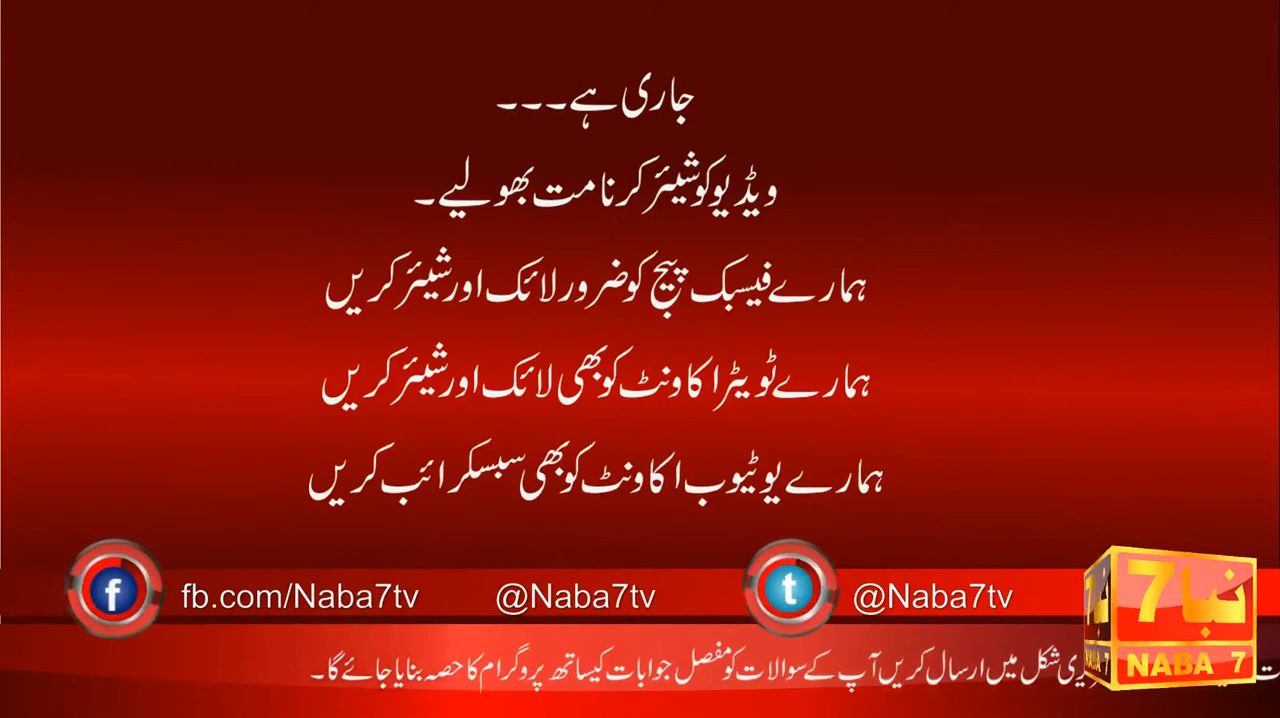 جاری ہے۔۔۔
ویڈیو کو شیئر کرنا مت بھولیے۔
ہمارے فیسبک پیج کو ضرور لائک اور شیئر کریں
ہمارے ٹویٹر اکاونٹ کو بھی لائک اور شیئر کریں
ہمارے یوٹیوب اکاونٹ کو بھی سبسکرائب کریں
f fb.com/Naba7tv @Naba7tv t @Naba7tv
نبا 7
NABA 7
شکل میں ارسال کریں آپ کے سوالات کو مفصل جوابات کیساتھ پروگرام کا حصہ بنایا جائے گا۔